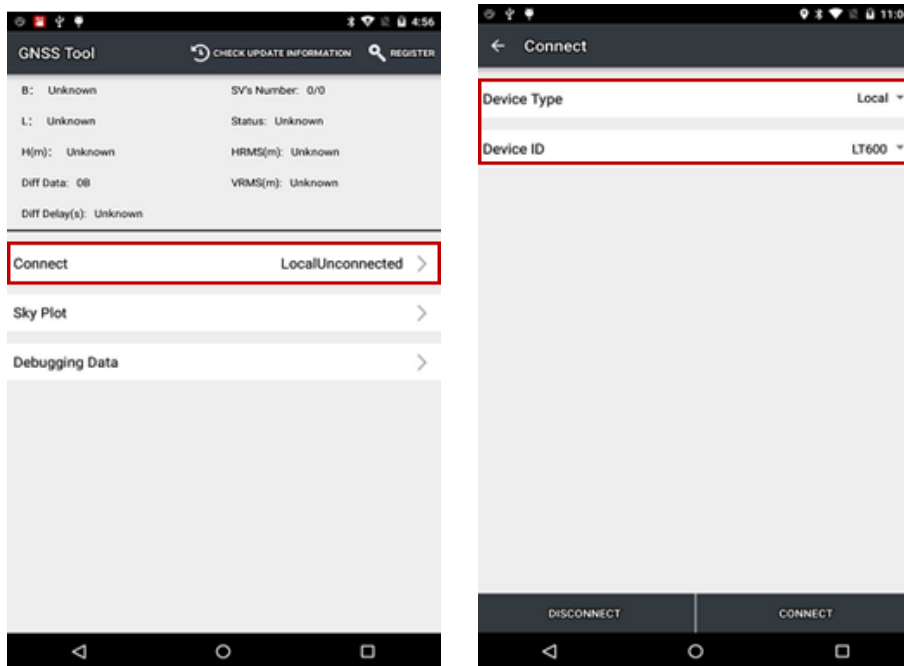 4:56
GNSS Tool CHECK UPDATE INFORMATION REGISTER
B: Unknown SV's Number: 0/0
L: Unknown Status: Unknown
H(m): Unknown HRMS(m): Unknown
Diff Data: 0B VRMS(m): Unknown
Diff Delay(s): Unknown
Connect LocalUnconnected
Sky Plot
Debugging Data
11:0
Connect
Device Type Local
Device ID LT600
DISCONNECT CONNECT